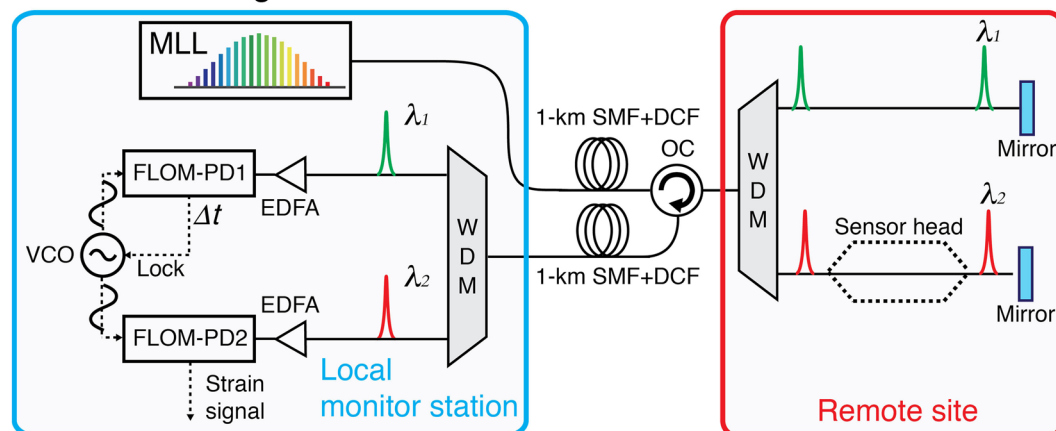 MLL
λ1
FLOM-PD1
EDFA
Δt
VCO
Lock
λ2
EDFA
FLOM-PD2
Strain
signal
W
D
M
Local
monitor station
1-km SMF+DCF
OC
1-km SMF+DCF
W
D
M
λ1
Mirror
λ2
Sensor head
Mirror
Remote site